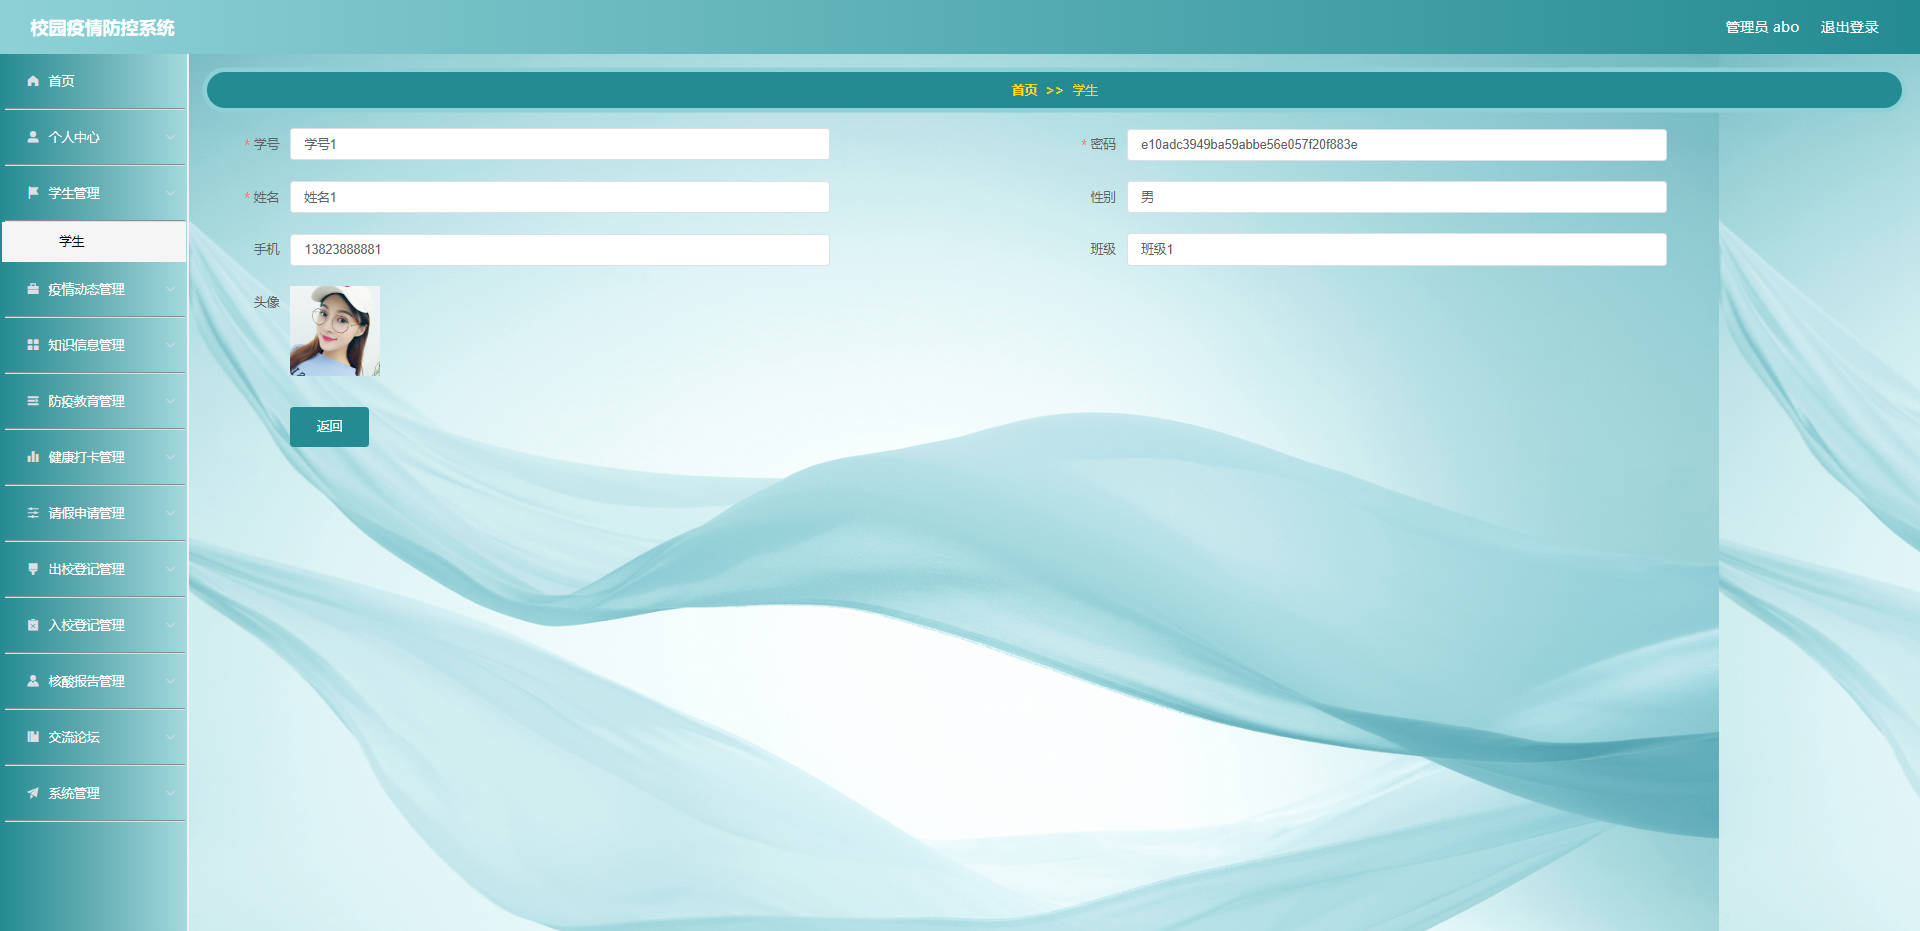 校园疫情防控系统
管理员 abo 退出登录
首页
个人中心
学生管理
学生
疫情动态管理
知识信息管理
防疫教育管理
健康打卡管理
请假申请管理
出校登记管理
入校登记管理
核酸报告管理
交流论坛
系统管理
首页 >> 学生
* 学号 学号1
* 密码 e10adc3949ba59abbe56e057f20f883e
* 姓名 姓名1
性别 男
手机 13823888881
班级 班级1
头像
返回